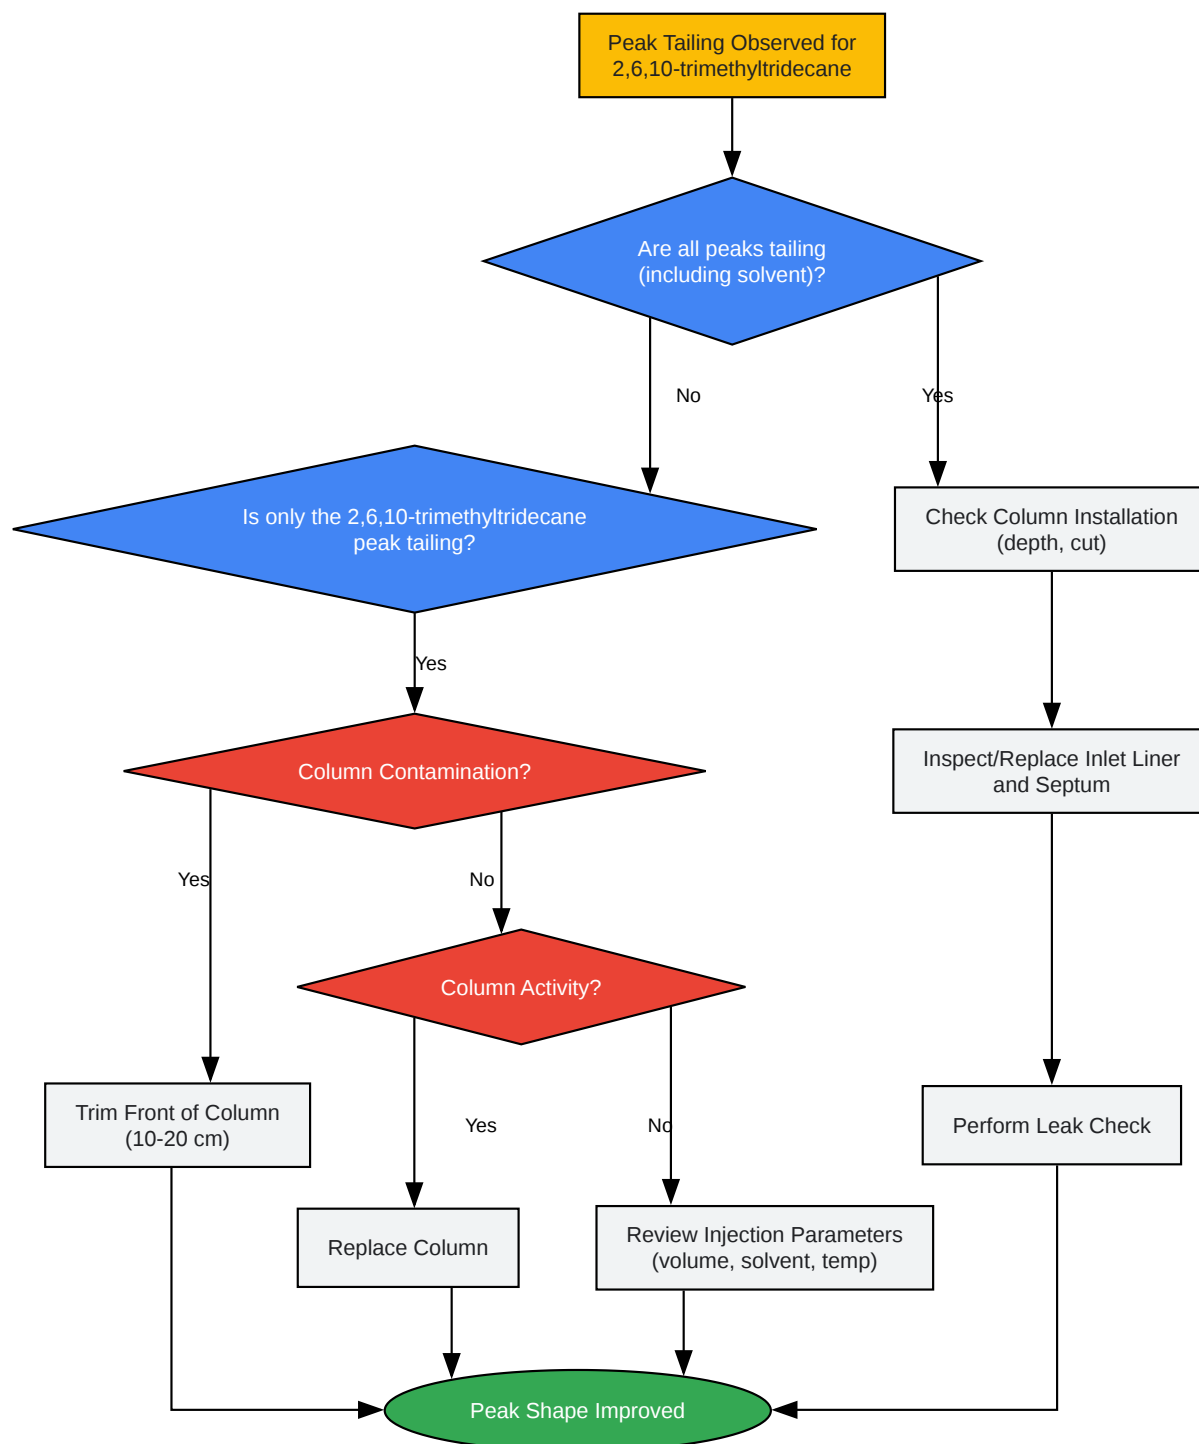 Peak Tailing Observed for
2,6,10-trimethyltridecane
Are all peaks tailing
(including solvent)?
No
Yes
Is only the 2,6,10-trimethyltridecane
peak tailing?
Check Column Installation
(depth, cut)
Yes
Column Contamination?
Inspect/Replace Inlet Liner
and Septum
Yes
No
Column Activity?
Trim Front of Column
(10-20 cm)
Yes
No
Perform Leak Check
Replace Column
Review Injection Parameters
(volume, solvent, temp)
Peak Shape Improved